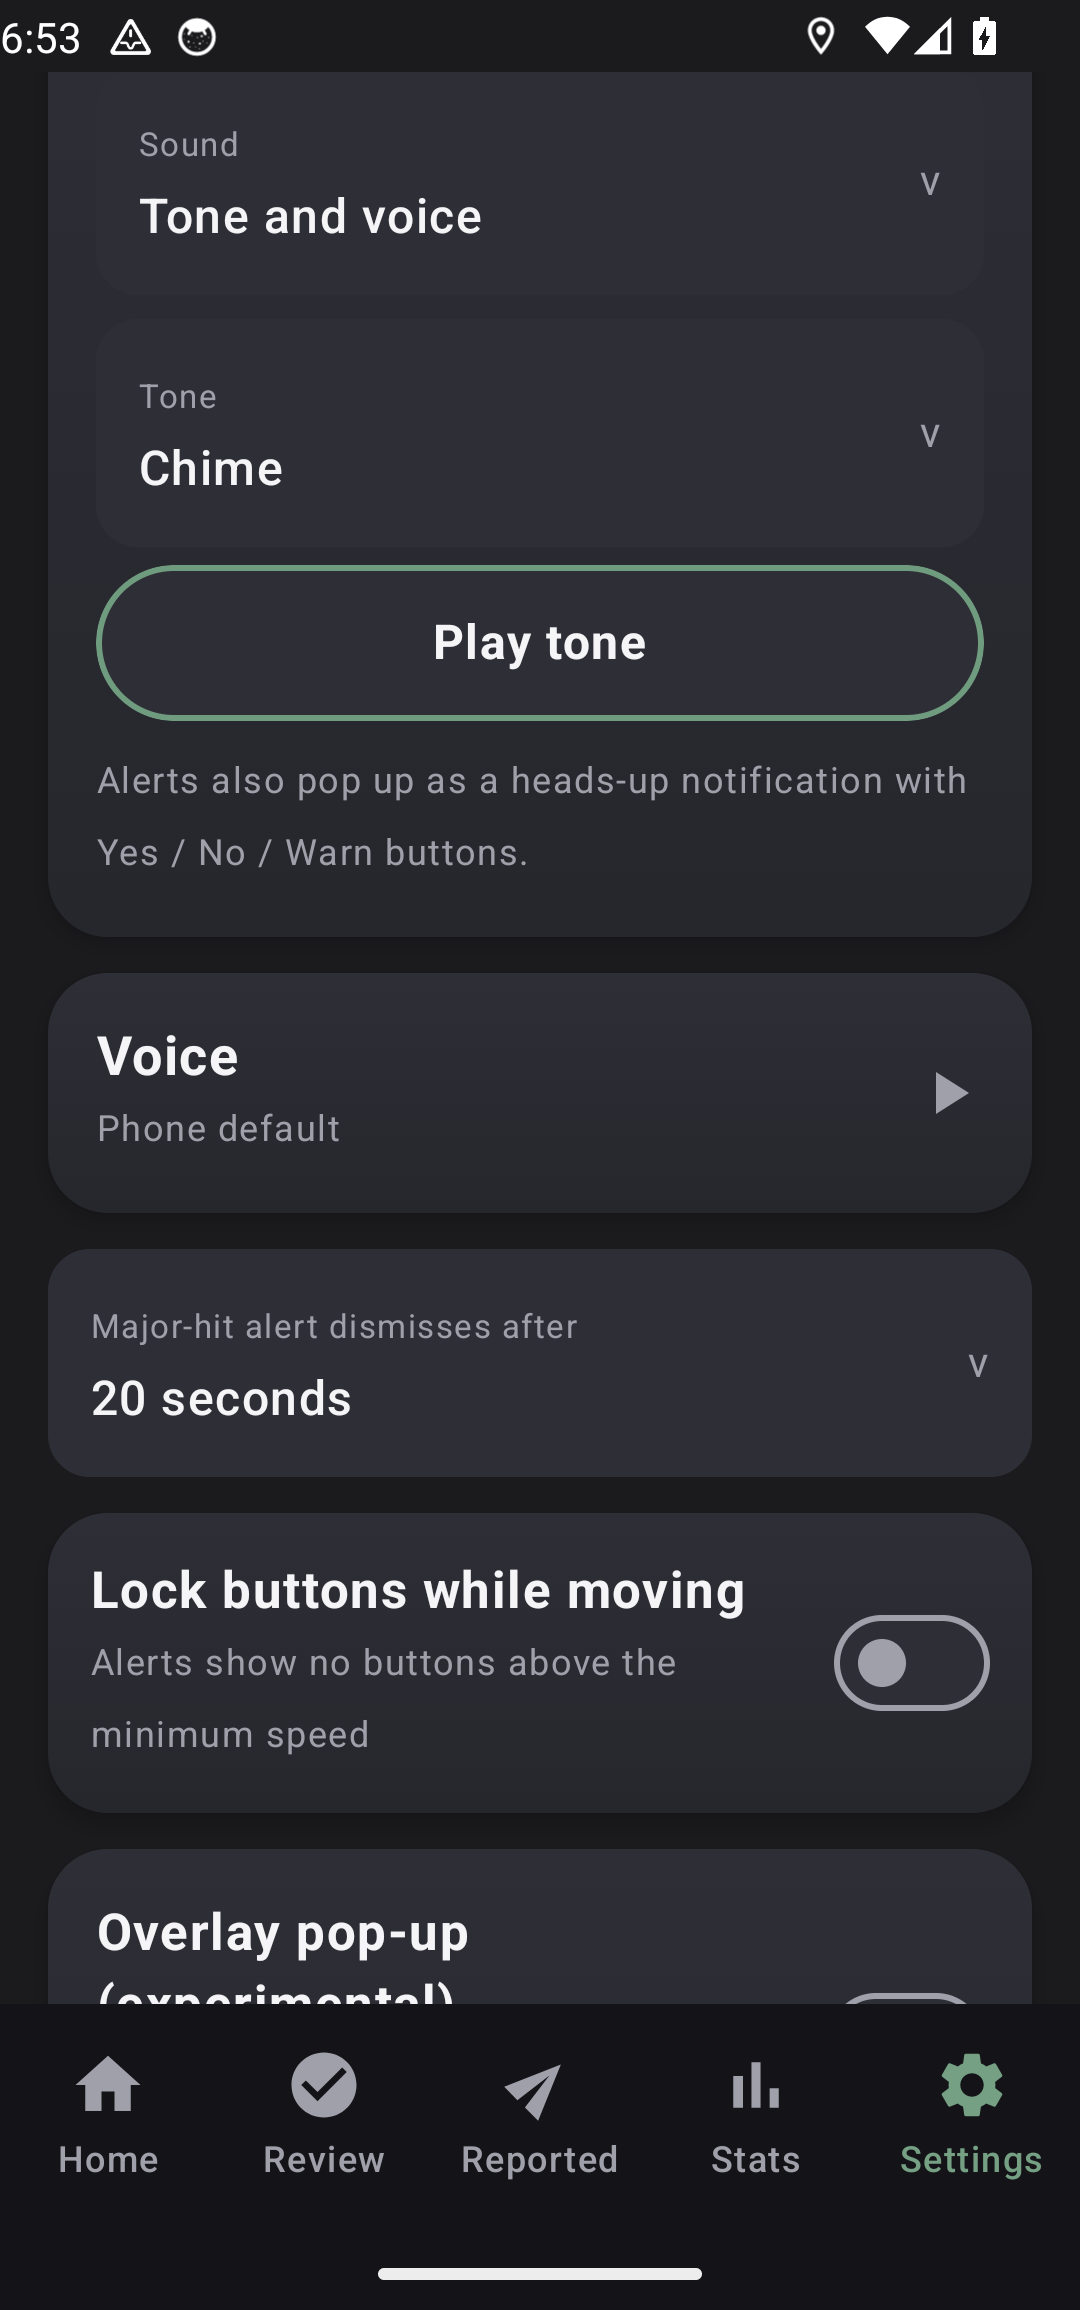 6:53
Sound
Tone and voice
v
Tone
Chime
v
Play tone
Alerts also pop up as a heads-up notification with
Yes / No / Warn buttons.
Voice
Phone default
Major-hit alert dismisses after
20 seconds
v
Lock buttons while moving
Alerts show no buttons above the
minimum speed
Overlay pop-up
(experimental)
Home
Review
Reported
Stats
Settings